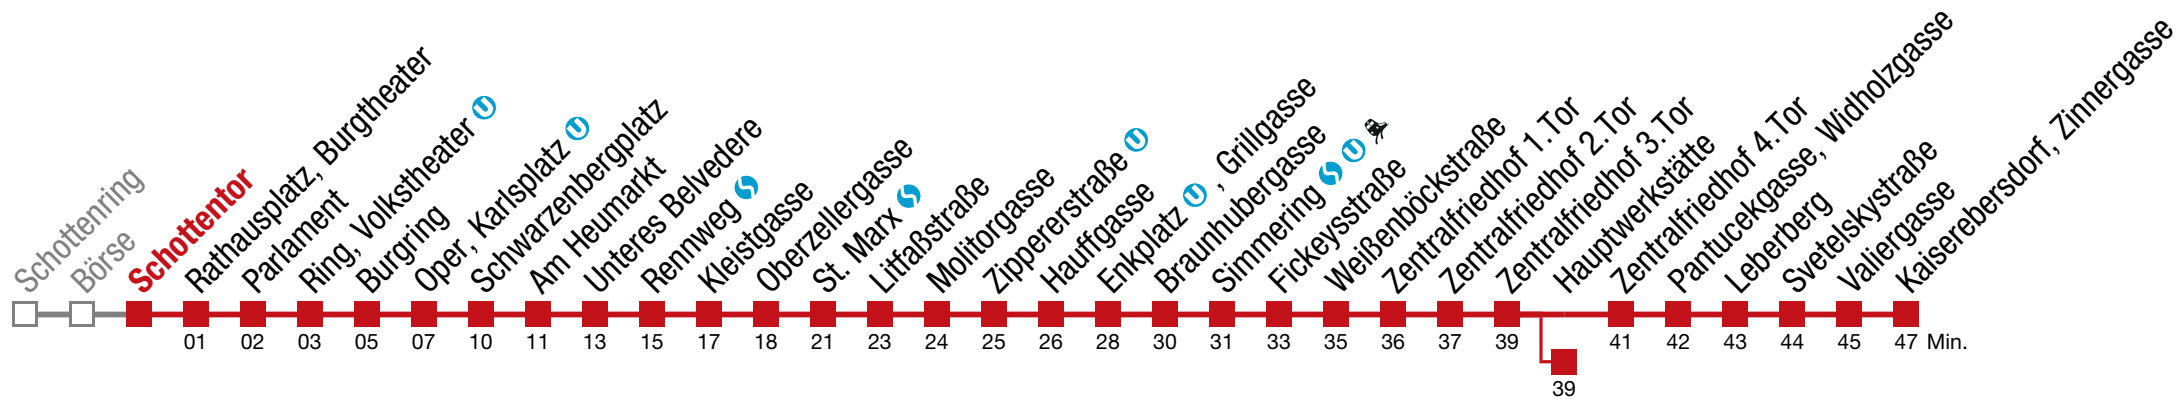 Schottenring
Börse
Schottentor
Rathausplatz, Burgtheater
Parlament
Ring, Volkstheater U
Burgring
Oper, Karlsplatz U
Schwarzenbergplatz
Am Heumarkt
Unteres Belvedere
Rennweg S
Kleistgasse
Oberzellergasse
St. Marx S
Litfaßstraße
Molitorgasse
Zippererstraße U
Hauffgasse
Enkplatz U, Grillgasse
Braunhubergasse
Simmering S U
Fickeysstraße
Weißenböckstraße
Zentralfriedhof 1.Tor
Zentralfriedhof 2.Tor
Zentralfriedhof 3.Tor
Hauptwerkstätte
Zentralfriedhof 4.Tor
Pantucekgasse, Widholzgasse
Leberberg
Svetelskystraße
Valiergasse
Kaiserebersdorf, Zinnergasse
01 02 03 05 07 10 11 13 15 17 18 21 23 24 25 26 28 30 31 33 35 36 37 39 41 42 43 44 45 47 Min.
39